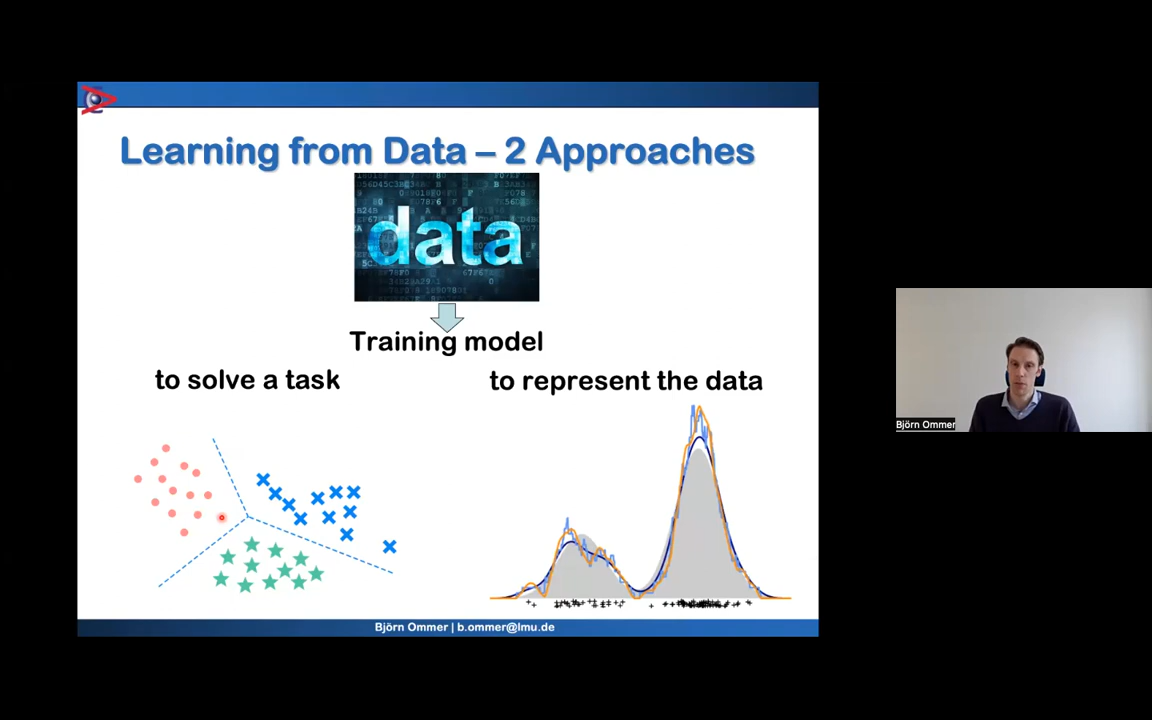 Learning from Data – 2 Approaches
data
Training model
to solve a task
to represent the data
Björn Ommer | b.ommer@lmu.de
Björn Ommer